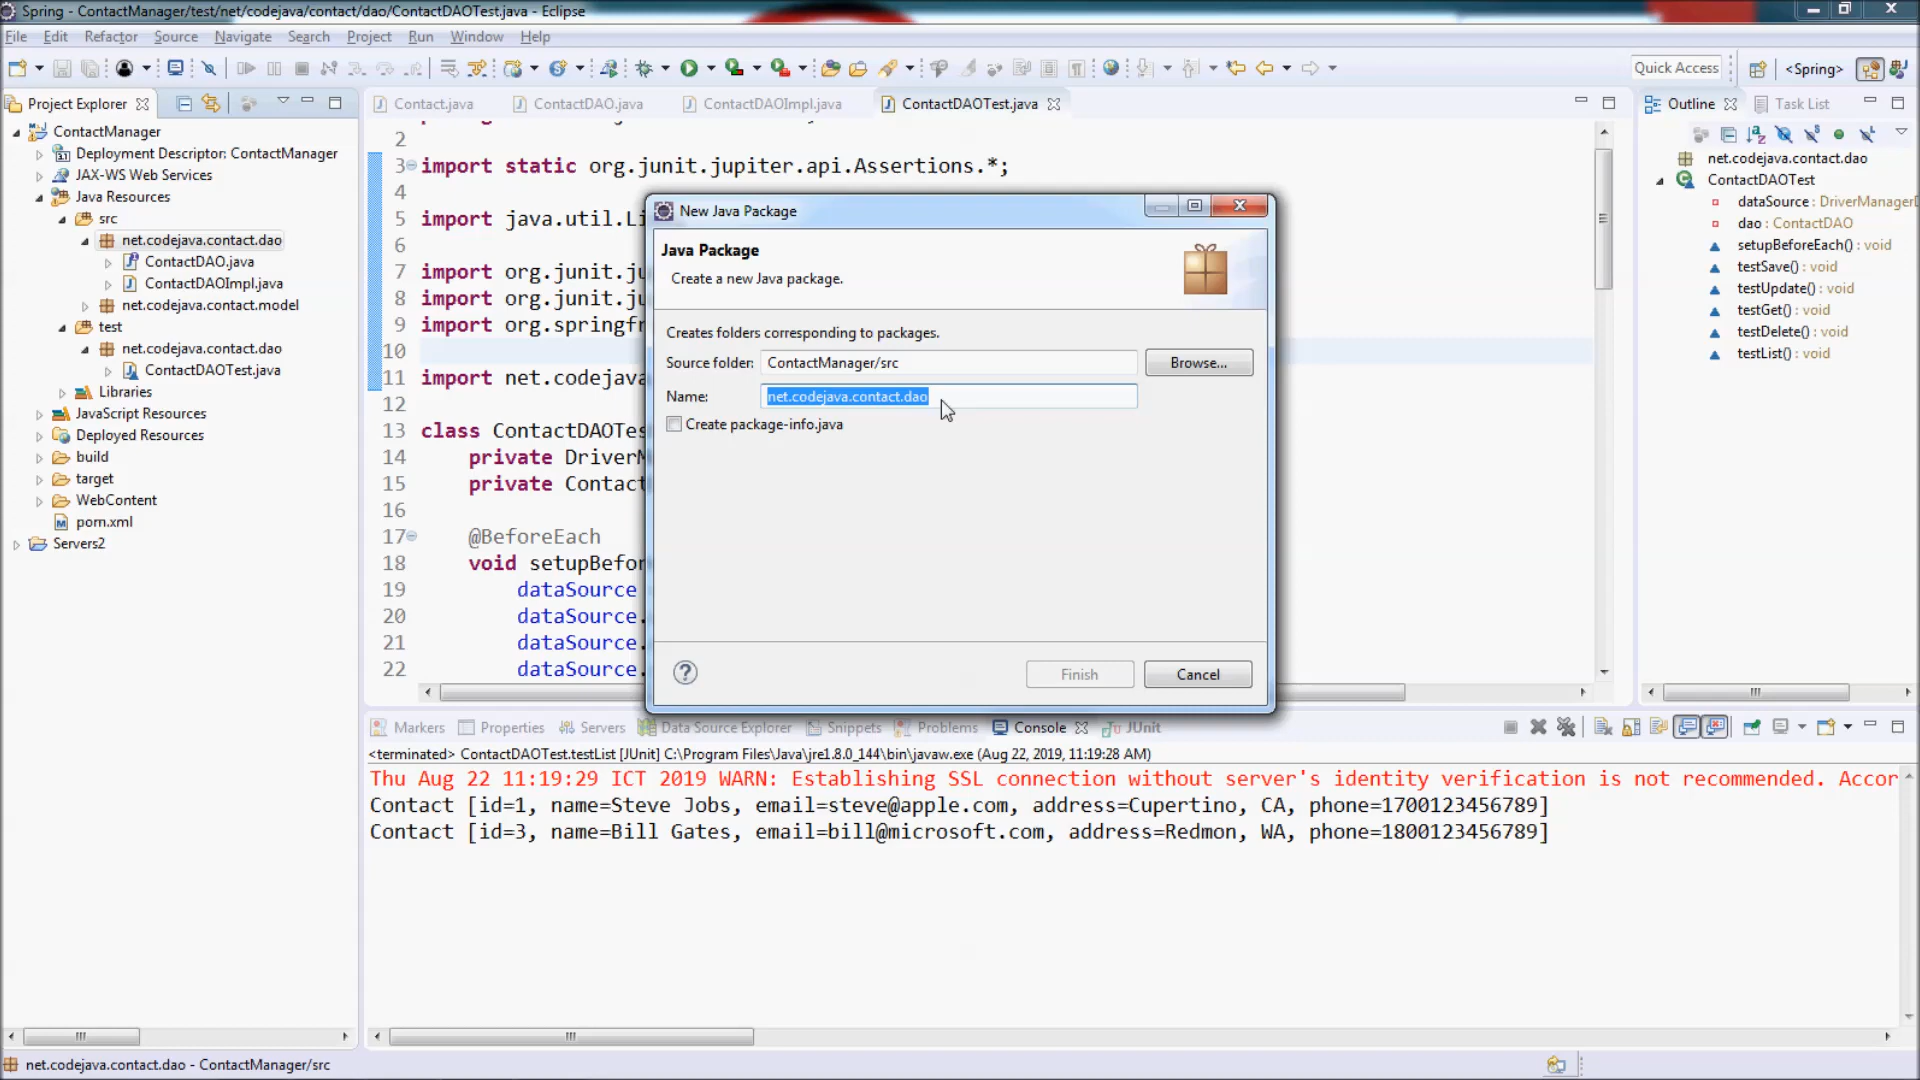 Spring - ContactManager/test/net/codejava/contact/dao/ContactDAOTest.java - Eclipse
File Edit Refactor Source Navigate Search Project Run Window Help
Quick Access <Spring>
Project Explorer
ContactManager
Deployment Descriptor: ContactManager
JAX-WS Web Services
Java Resources
src
net.codejava.contact.dao
ContactDAO.java
ContactDAOImpl.java
net.codejava.contact.model
test
net.codejava.contact.dao
ContactDAOTest.java
Libraries
JavaScript Resources
Deployed Resources
build
target
WebContent
pom.xml
Servers2
Contact.java ContactDAO.java ContactDAOImpl.java ContactDAOTest.java
2
3 import static org.junit.jupiter.api.Assertions.*;
4
5 import java.util.Li
6
7 import org.junit.ju
8 import org.junit.ju
9 import org.springfr
10
11 import net.codejava
12
13 class ContactDAOTes
14 private DriverM
15 private Contact
16
17 @BeforeEach
18 void setupBefor
19 dataSource
20 dataSource.
21 dataSource.
22 dataSource.
New Java Package
Java Package
Create a new Java package.
Creates folders corresponding to packages.
Source folder: ContactManager/src Browse...
Name: net.codejava.contact.dao
Create package-info.java
? Finish Cancel
Outline Task List
net.codejava.contact.dao
ContactDAOTest
dataSource : DriverManagerD
dao : ContactDAO
setupBeforeEach() : void
testSave() : void
testUpdate() : void
testGet() : void
testDelete() : void
testList() : void
Markers Properties Servers Data Source Explorer Snippets Problems Console JUnit
<terminated> ContactDAOTest.testList [JUnit] C:\Program Files\Java\jre1.8.0_144\bin\javaw.exe (Aug 22, 2019, 11:19:28 AM)
Thu Aug 22 11:19:29 ICT 2019 WARN: Establishing SSL connection without server's identity verification is not recommended. Accor
Contact [id=1, name=Steve Jobs, email=steve@apple.com, address=Cupertino, CA, phone=1700123456789]
Contact [id=3, name=Bill Gates, email=bill@microsoft.com, address=Redmon, WA, phone=1800123456789]
net.codejava.contact.dao - ContactManager/src